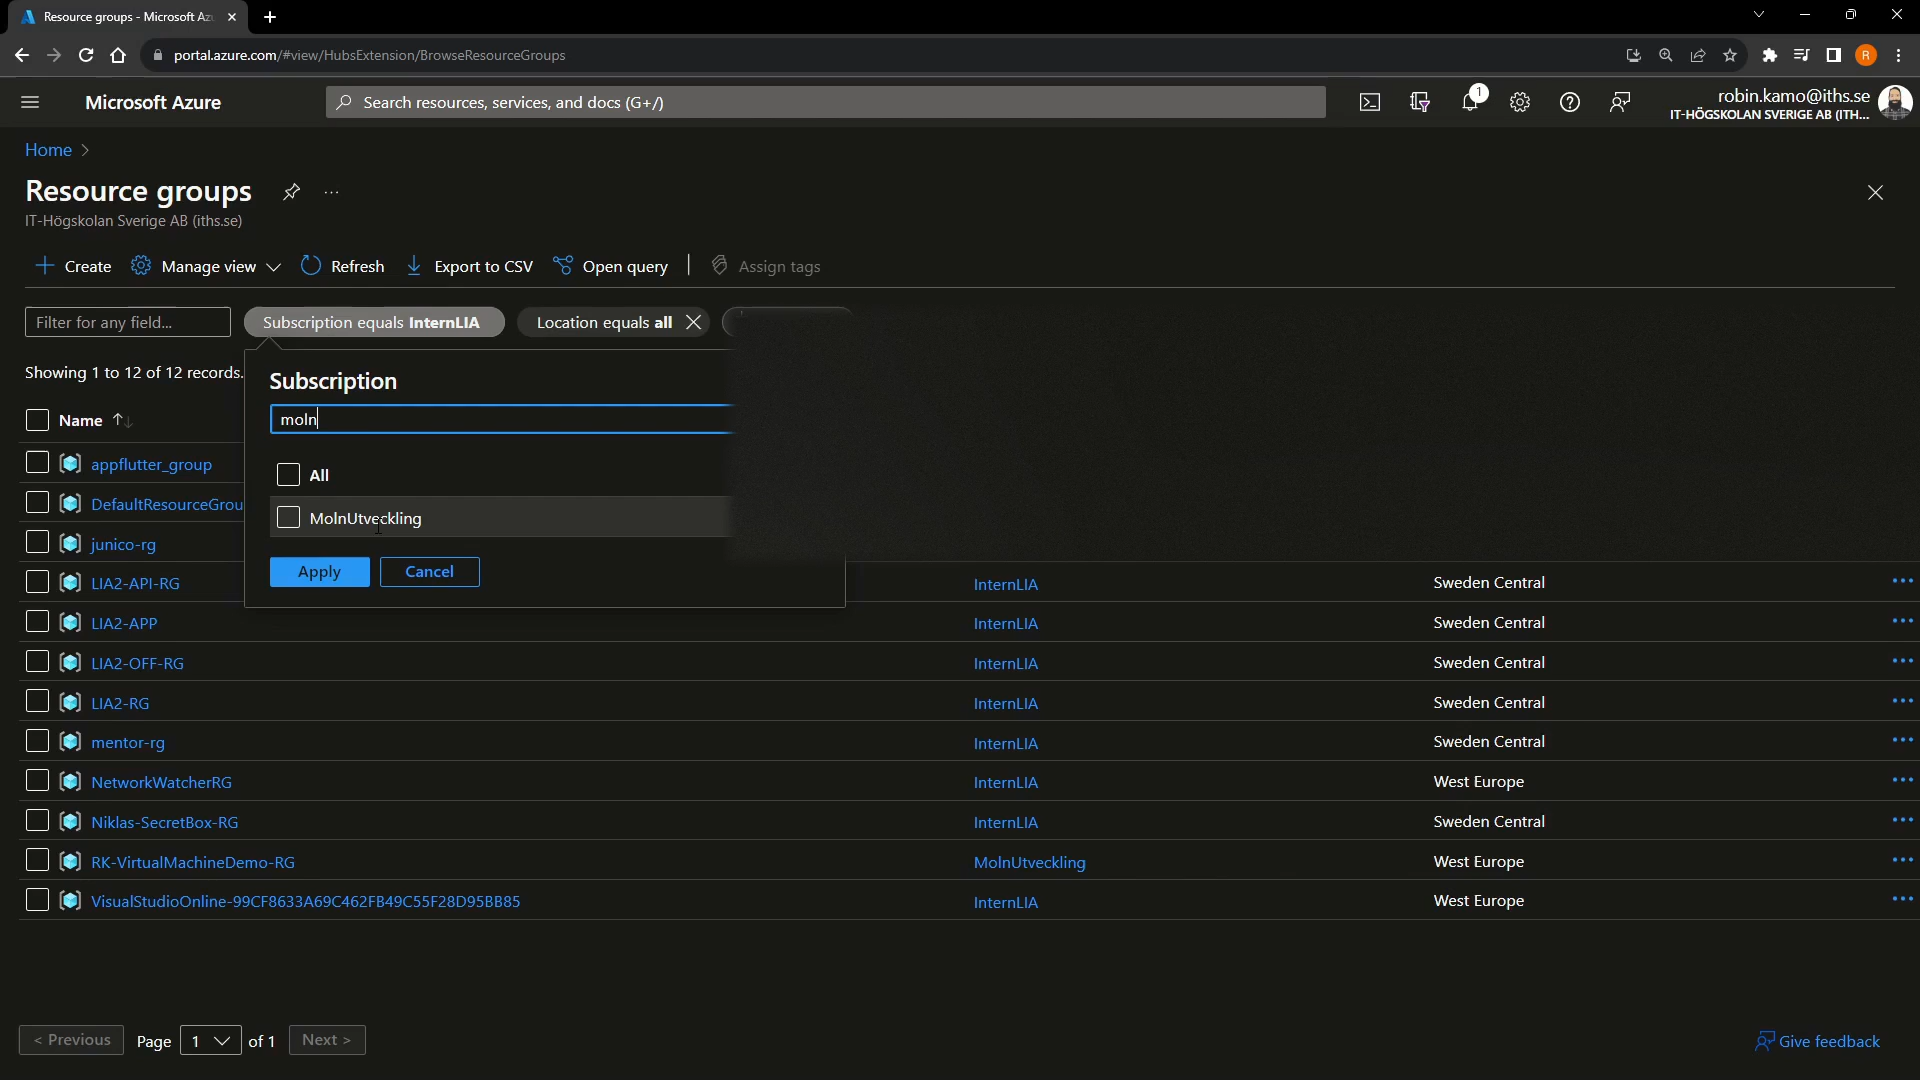 Resource groups - Microsoft Az
portal.azure.com/#view/HubsExtension/BrowseResourceGroups
R
Microsoft Azure
Search resources, services, and docs (G+/)
1
robin.kamo@iths.se
IT-HÖGSKOLAN SVERIGE AB (ITH...
Home >
Resource groups
...
IT-Högskolan Sverige AB (iths.se)
Create
Manage view
Refresh
Export to CSV
Open query
Assign tags
Filter for any field...
Subscription equals InternLIA
Location equals all
Showing 1 to 12 of 12 records.
Subscription
moln
All
MolnUtveckling
Apply
Cancel
Name
appflutter_group
DefaultResourceGrou
junico-rg
LIA2-API-RG InternLIA Sweden Central
LIA2-APP InternLIA Sweden Central
LIA2-OFF-RG InternLIA Sweden Central
LIA2-RG InternLIA Sweden Central
mentor-rg InternLIA Sweden Central
NetworkWatcherRG InternLIA West Europe
Niklas-SecretBox-RG InternLIA Sweden Central
RK-VirtualMachineDemo-RG MolnUtveckling West Europe
VisualStudioOnline-99CF8633A69C462FB49C55F28D95BB85 InternLIA West Europe
< Previous Page 1 of 1 Next >
Give feedback